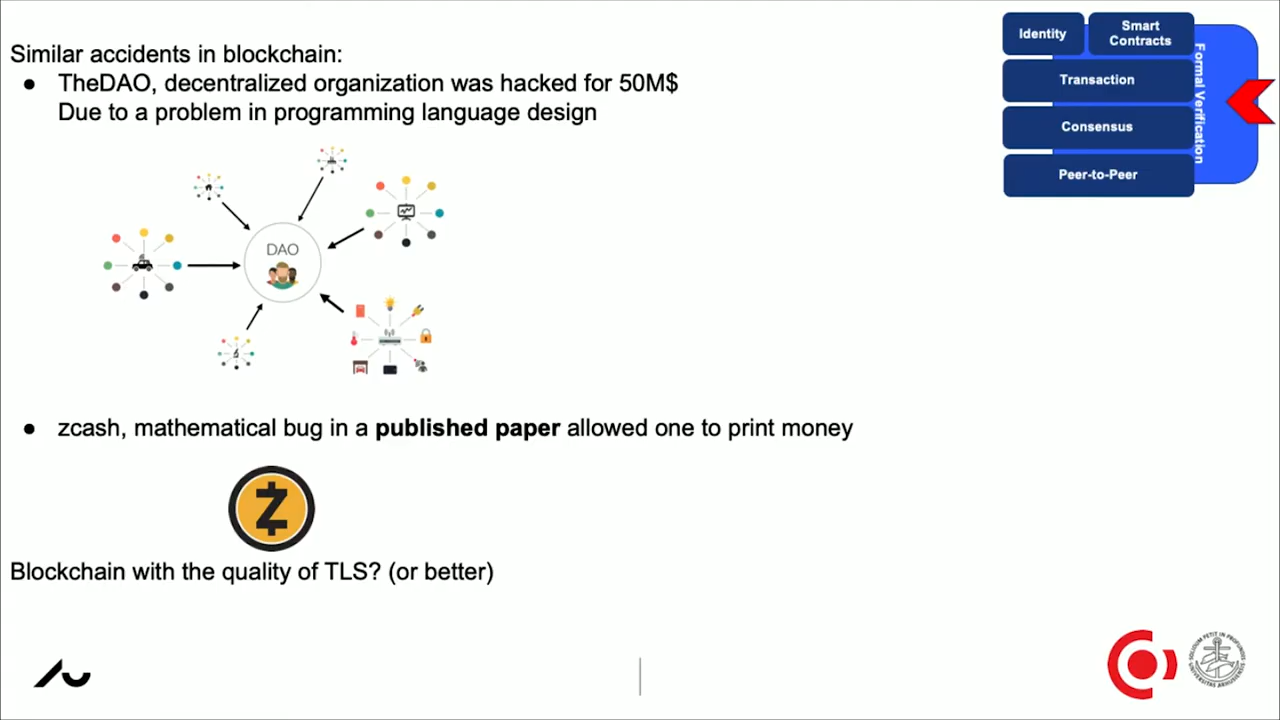 Similar accidents in blockchain:
● TheDAO, decentralized organization was hacked for 50M$
Due to a problem in programming language design
DAO
● zcash, mathematical bug in a published paper allowed one to print money
Blockchain with the quality of TLS? (or better)
Identity
Smart
Contracts
Transaction
Consensus
Peer-to-Peer
Formal Verification